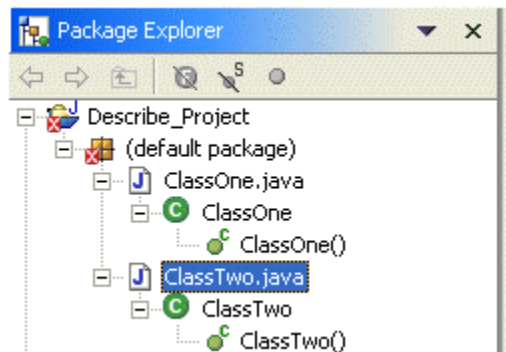 Package Explorer
Describe_Project
(default package)
ClassOne.java
ClassOne
ClassOne()
ClassTwo.java
ClassTwo
ClassTwo()